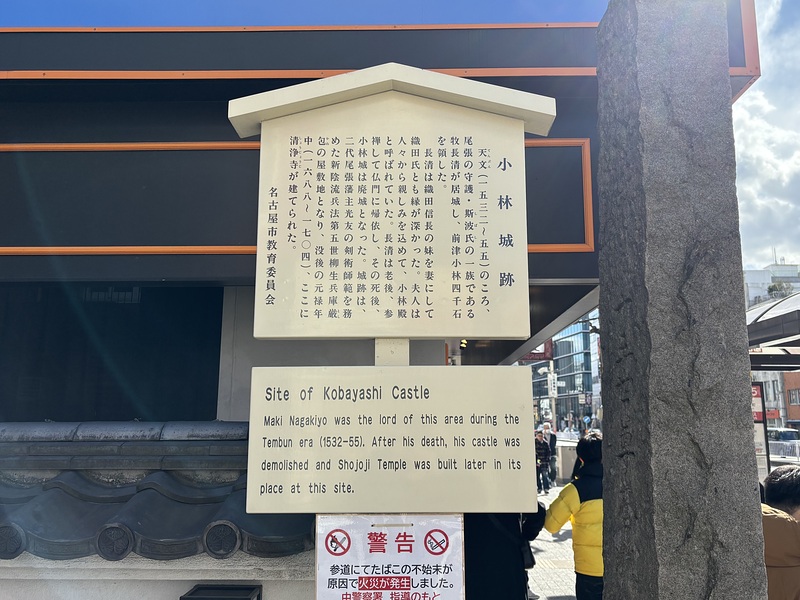 小林城跡
天文(一五三二~五五)のころ、
尾張の守護・斯波氏の一族である
牧長清が居城し、前津小林四千石
を領した。
長清は織田信長の妹を妻にして
織田氏とも縁が深かった。夫人は
人々から親しみを込めて、小林殿
と呼ばれていた。長清は老後、参
禅して仏門に帰依し、その死後、
小林城は廃城となった。城跡は、
二代尾張藩主光友の剣術師範を務
めた新陰流兵法第五世柳生兵庫厳
包の屋敷地となり、没後の元禄年
中(一六八八~一七〇四)、ここに
清浄寺が建てられた。
名古屋市教育委員会
Site of Kobayashi Castle
Maki Nagakiyo was the lord of this area during the
Tembun era (1532-55). After his death, his castle was
demolished and Shojoji Temple was built later in its
place at this site.
警告
参道にてたばこの不始末が
原因で火災が発生しました。
中警察署 指導のもと